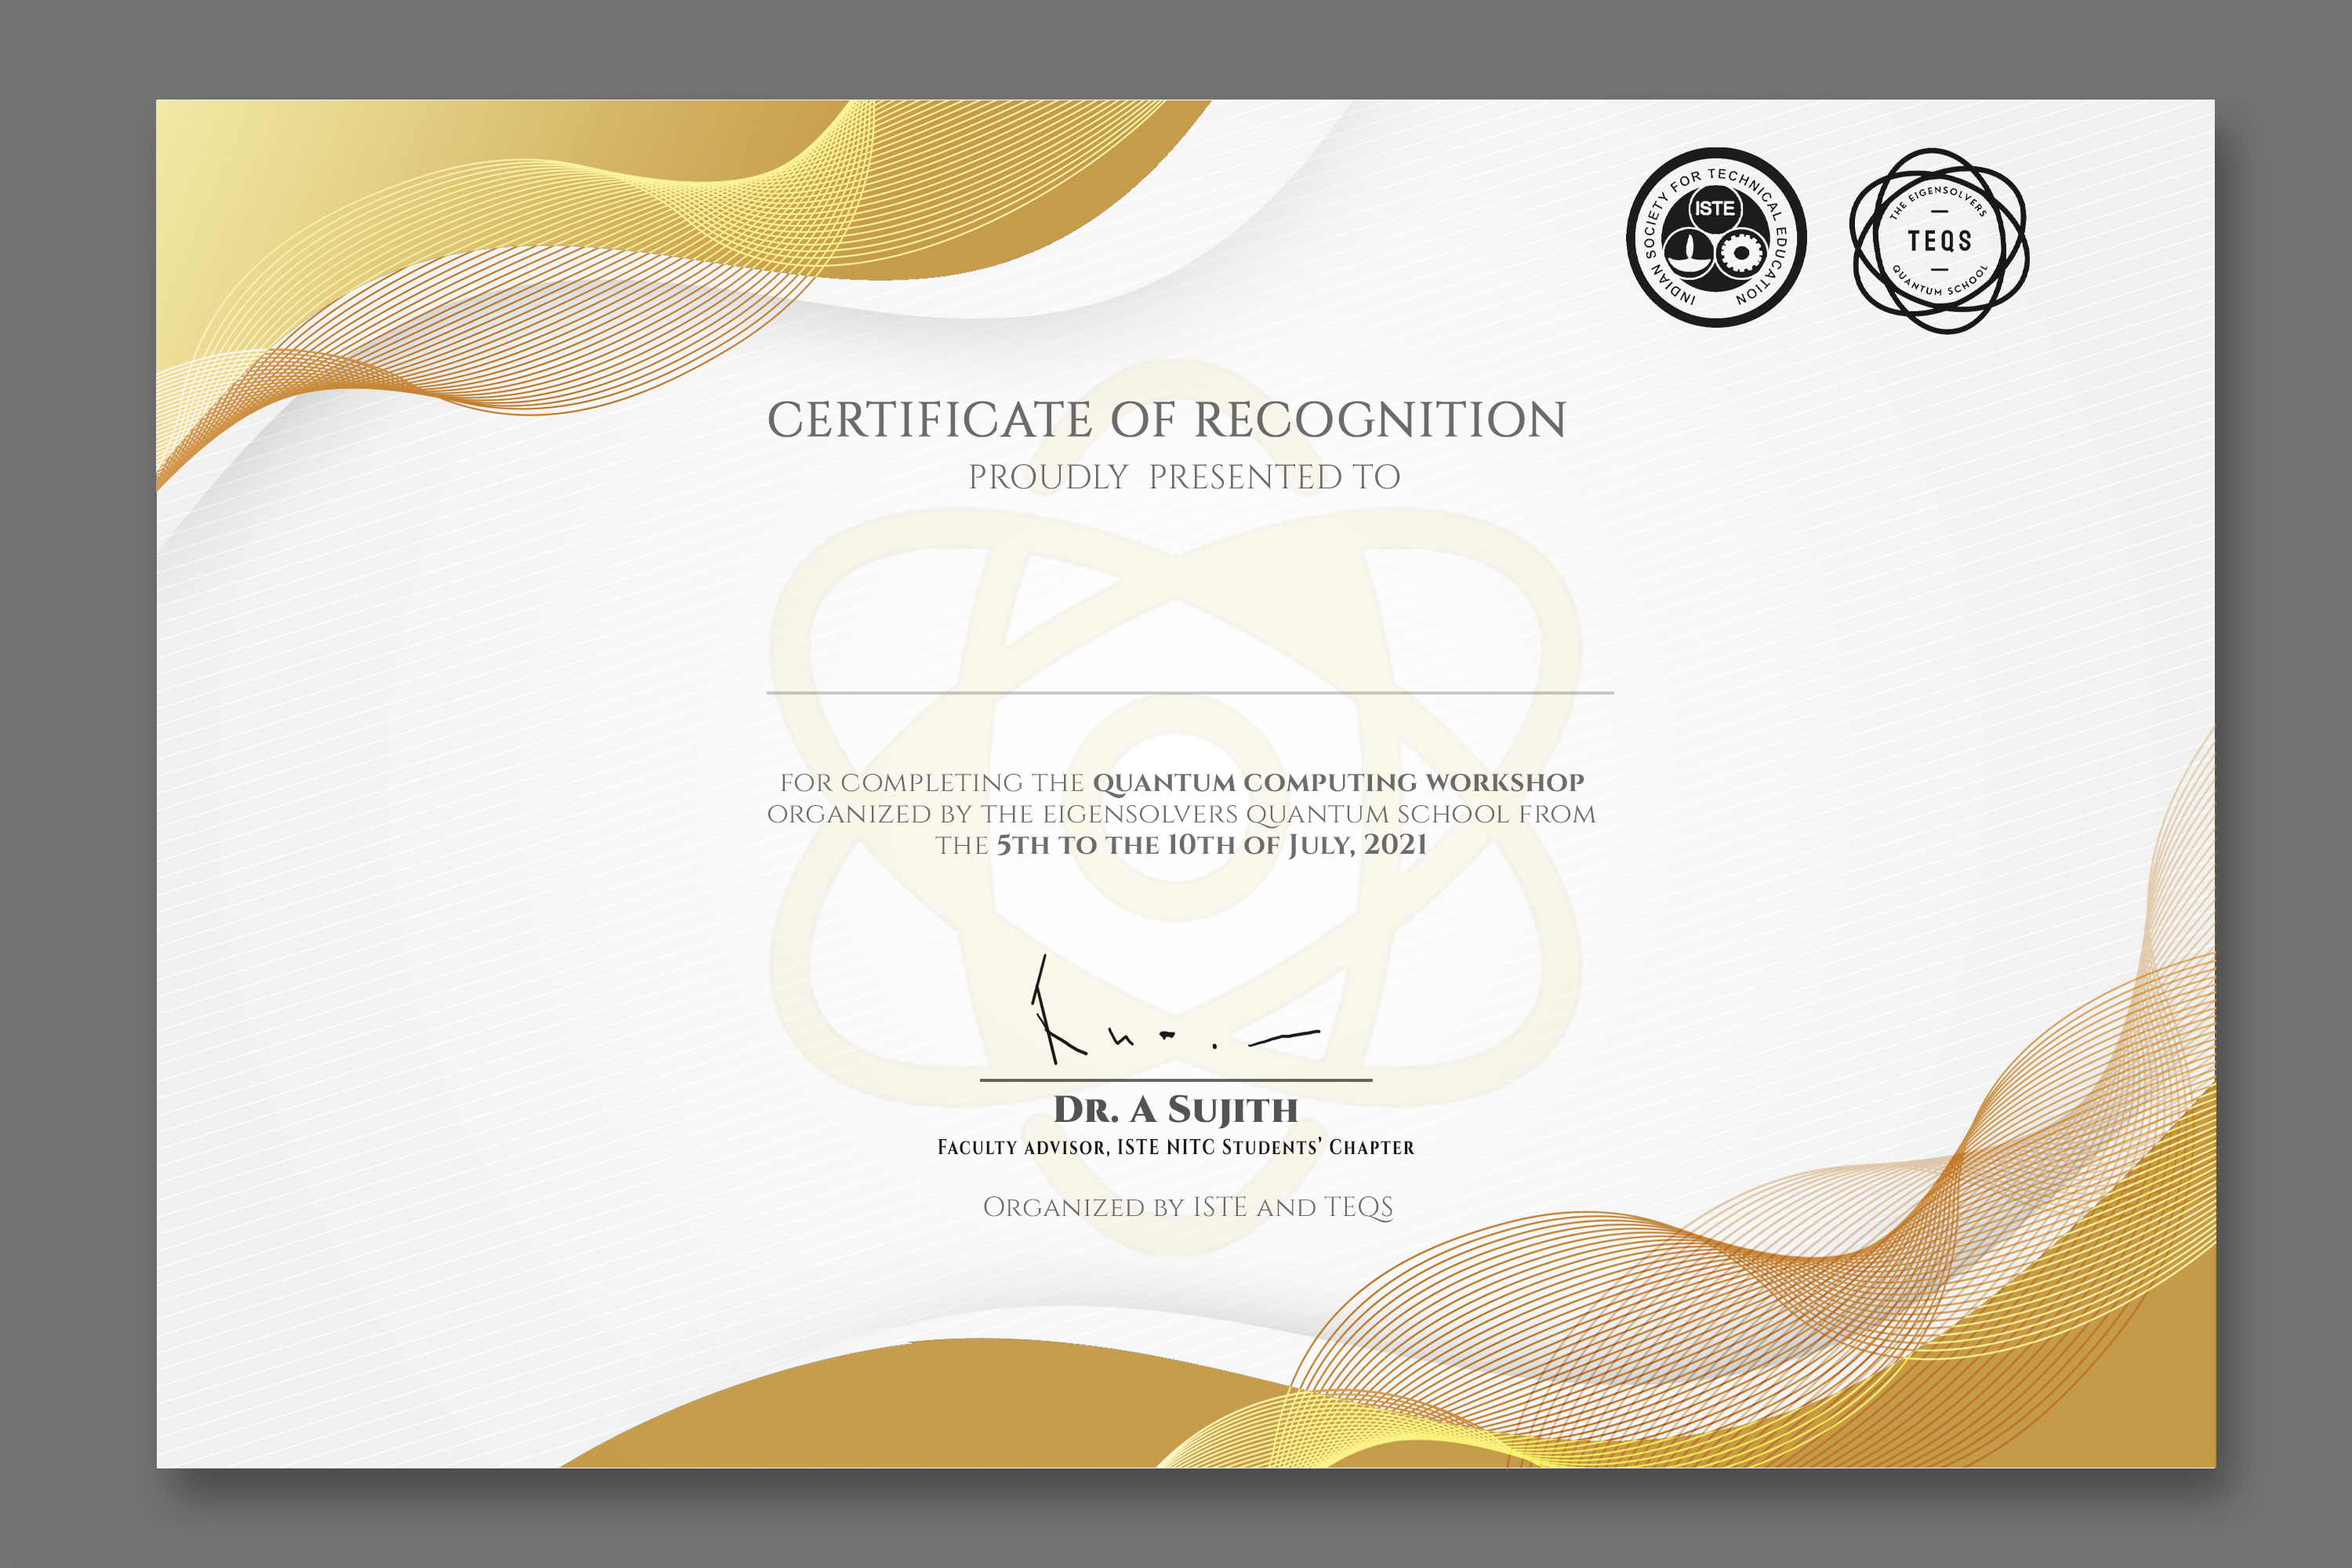 INDIAN SOCIETY FOR TECHNICAL EDUCATION
ISTE
THE EIGENSOLVERS
TEQS
QUANTUM SCHOOL
CERTIFICATE OF RECOGNITION
PROUDLY PRESENTED TO
FOR COMPLETING THE QUANTUM COMPUTING WORKSHOP
ORGANIZED BY THE EIGENSOLVERS QUANTUM SCHOOL FROM
THE 5TH TO THE 10TH OF JULY, 2021
DR. A SUJITH
FACULTY ADVISOR, ISTE NITC STUDENTS’ CHAPTER
ORGANIZED BY ISTE AND TEQS